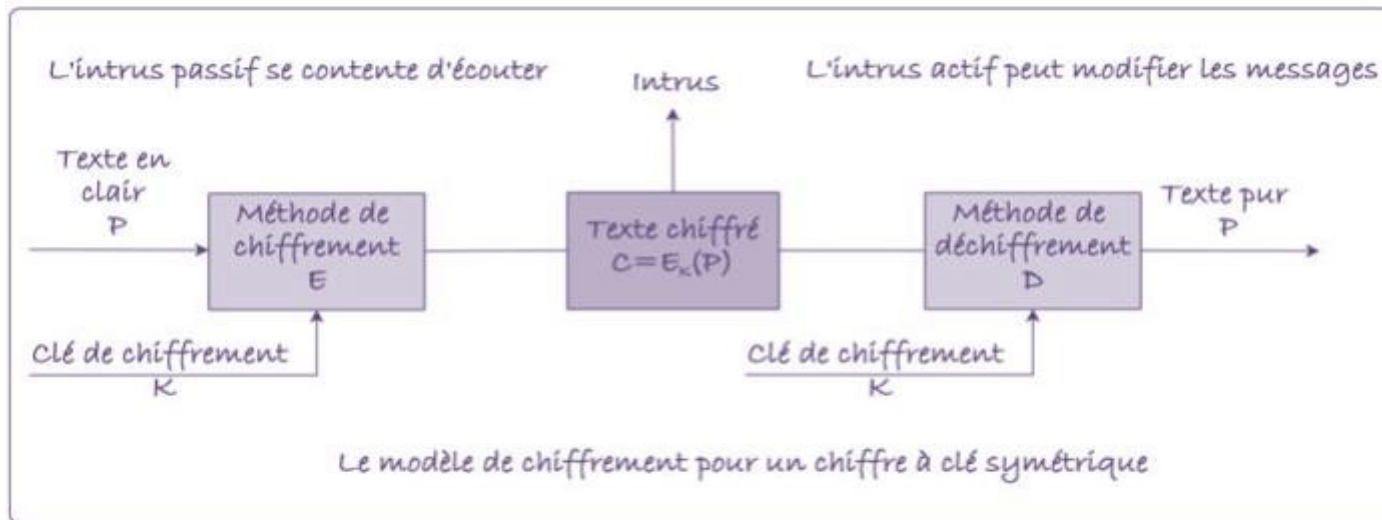 L'intrus passif se contente d'écouter
Intrus
L'intrus actif peut modifier les messages
Texte en
clair
P
Méthode de
chiffrement
E
Texte chiffré
C=Eₖ(P)
Méthode de
déchiffrement
D
Texte pur
P
Clé de chiffrement
K
Clé de chiffrement
K
Le modèle de chiffrement pour un chiffre à clé symétrique